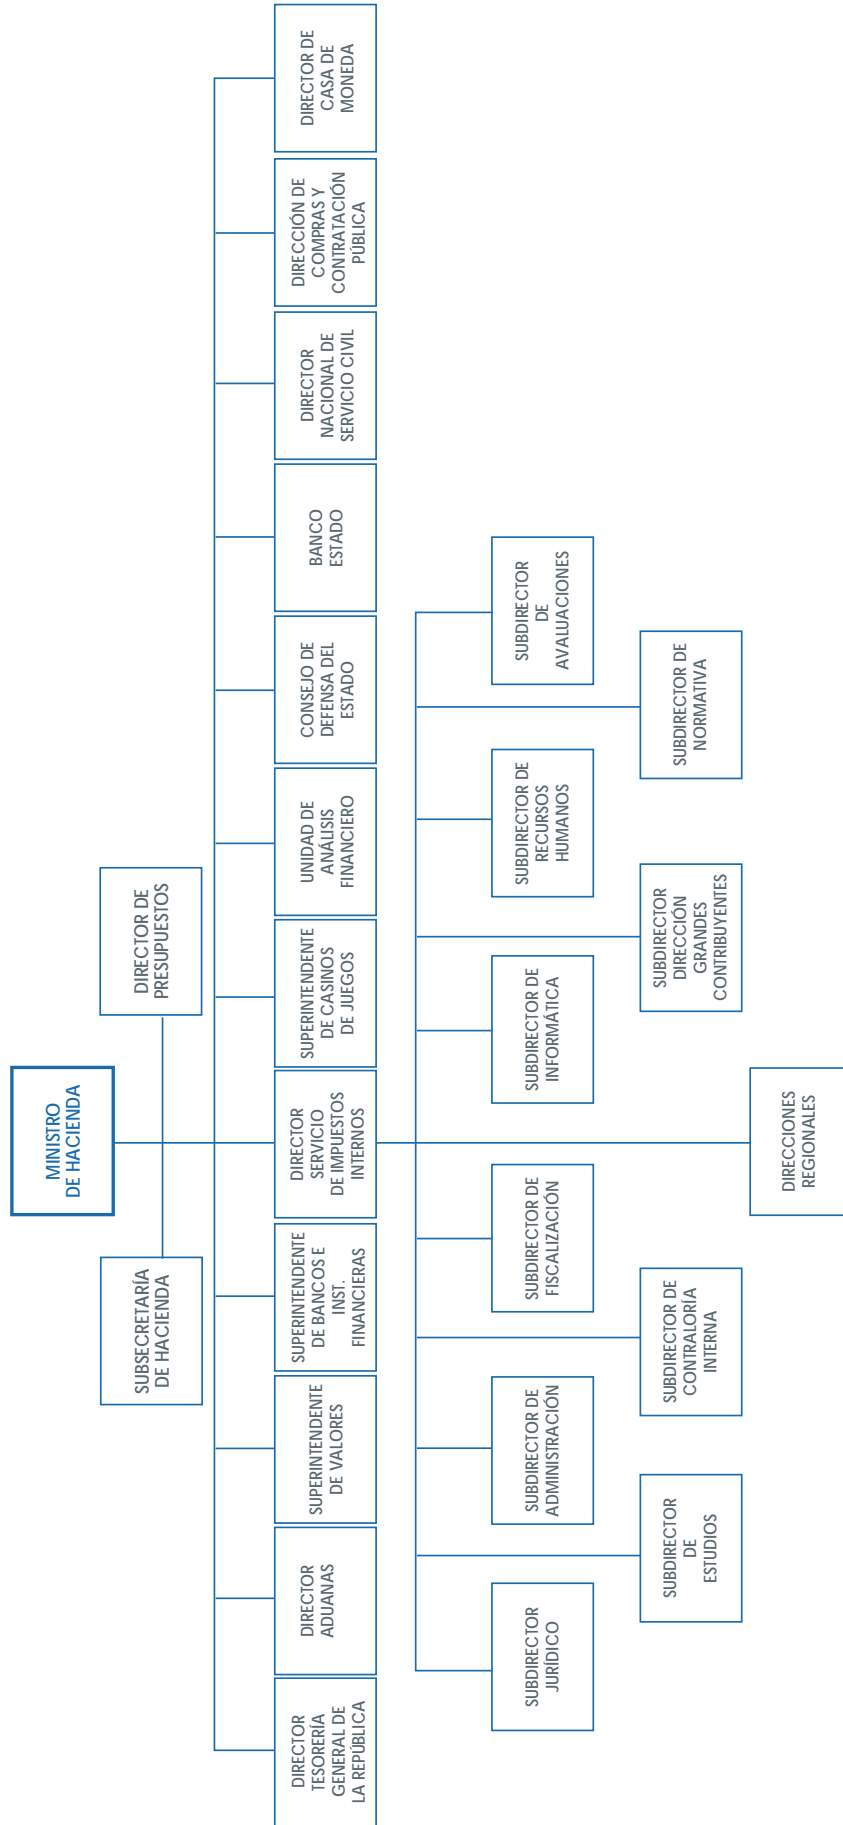 MINISTRO
DE HACIENDA
SUBSECRETARÍA
DE HACIENDA
DIRECTOR DE
PRESUPUESTOS
DIRECTOR
TESORERÍA
GENERAL DE
LA REPÚBLICA
DIRECTOR
ADUANAS
SUPERINTENDENTE
DE VALORES
SUPERINTENDENTE
DE BANCOS E
INST.
FINANCIERAS
DIRECTOR
SERVICIO
DE IMPUESTOS
INTERNOS
SUPERINTENDENTE
DE CASINOS
DE JUEGOS
UNIDAD DE
ANÁLISIS
FINANCIERO
CONSEJO DE
DEFENSA DEL
ESTADO
BANCO
ESTADO
DIRECTOR
NACIONAL DE
SERVICIO CIVIL
DIRECCIÓN DE
COMPRAS Y
CONTRATACIÓN
PÚBLICA
DIRECTOR DE
CASA DE
MONEDA
SUBDIRECTOR
JURÍDICO
SUBDIRECTOR DE
ADMINISTRACIÓN
SUBDIRECTOR DE
FISCALIZACIÓN
SUBDIRECTOR DE
INFORMÁTICA
SUBDIRECTOR DE
RECURSOS
HUMANOS
SUBDIRECTOR
DE
AVALUACIONES
SUBDIRECTOR
DE
ESTUDIOS
SUBDIRECTOR DE
CONTRALORÍA
INTERNA
SUBDIRECTOR
DIRECCIÓN
GRANDES
CONTRIBUYENTES
SUBDIRECTOR DE
NORMATIVA
DIRECCIONES
REGIONALES